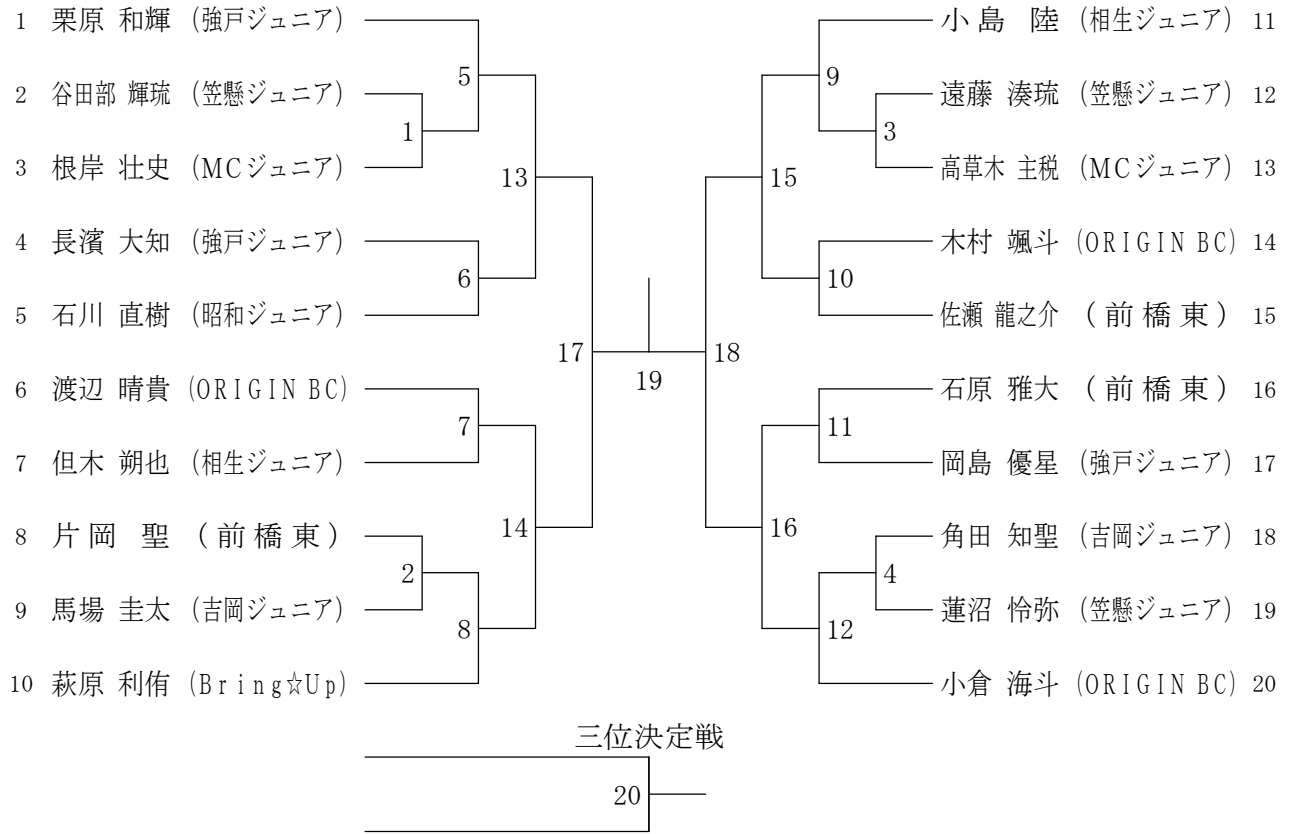 1 栗原 和輝 (強戸ジュニア)
2 谷田部 輝琉 (笠懸ジュニア)
3 根岸 壮史 (MCジュニア)
4 長濱 大知 (強戸ジュニア)
5 石川 直樹 (昭和ジュニア)
6 渡辺 晴貴 (ORIGIN BC)
7 但木 朔也 (相生ジュニア)
8 片岡 聖 (前橋東)
9 馬場 圭太 (吉岡ジュニア)
10 萩原 利侑 (Bring☆Up)
5
1
13
6
17
7
14
2
8
19
9
3
15
10
18
11
16
4
12
小島 陸 (相生ジュニア) 11
遠藤 湊琉 (笠懸ジュニア) 12
高草木 主税 (MCジュニア) 13
木村 颯斗 (ORIGIN BC) 14
佐瀬 龍之介 (前橋東) 15
石原 雅大 (前橋東) 16
岡島 優星 (強戸ジュニア) 17
角田 知聖 (吉岡ジュニア) 18
蓮沼 怜弥 (笠懸ジュニア) 19
小倉 海斗 (ORIGIN BC) 20
三位決定戦
20